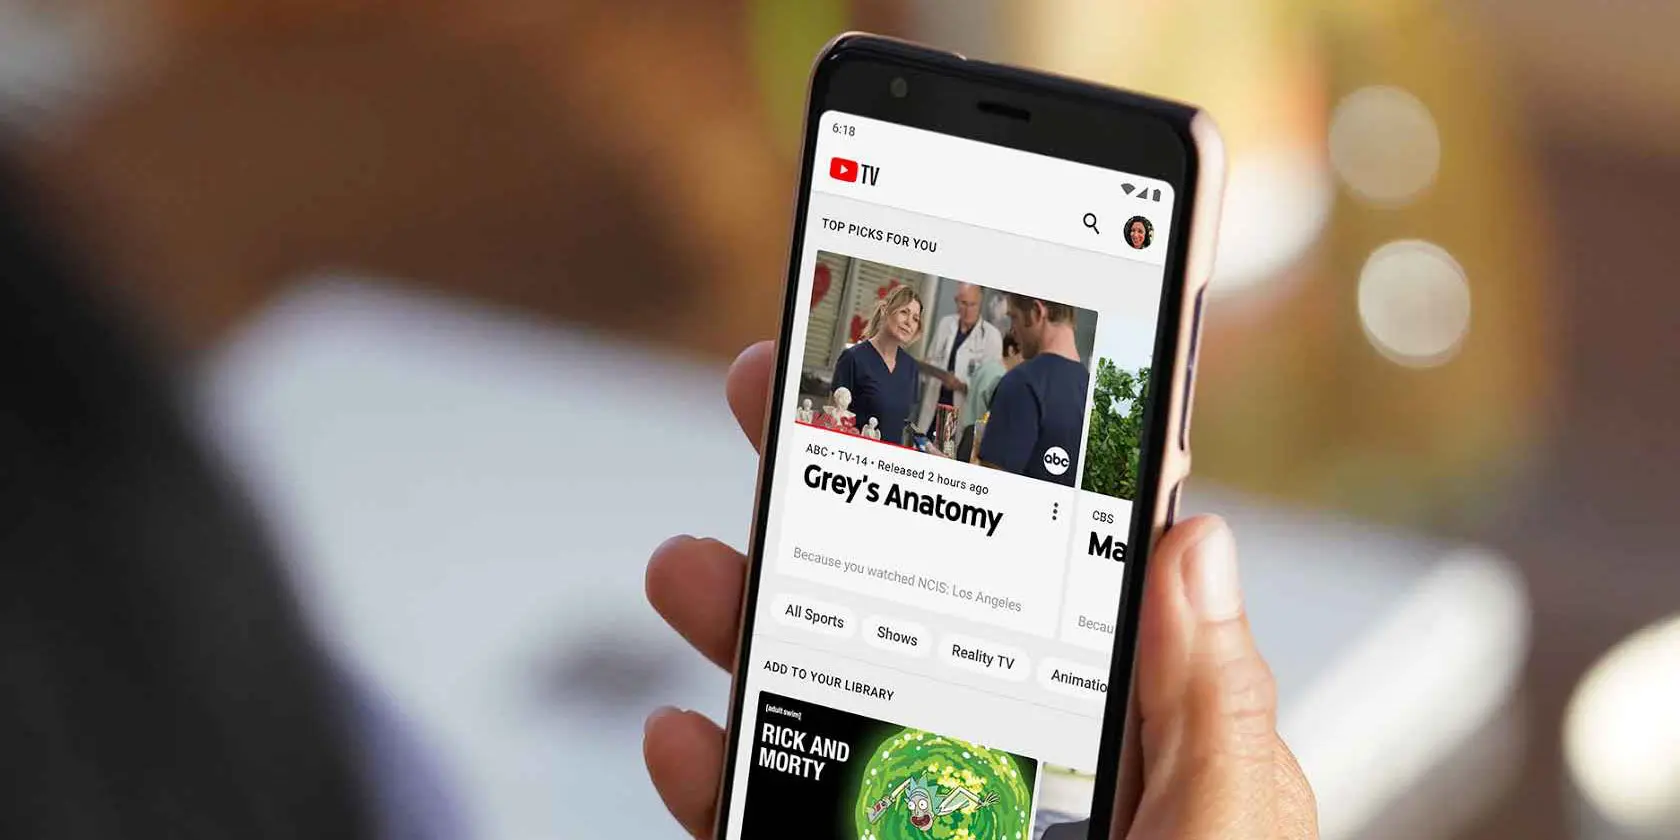 6:18
TV
TOP PICKS FOR YOU
abc
ABC • TV-14 • Released 2 hours ago
Grey's Anatomy
Because you watched NCIS: Los Angeles
CBS
Ma
Becau
All Sports
Shows
Reality TV
Animatio
ADD TO YOUR LIBRARY
[adult swim]
RICK AND
MORTY